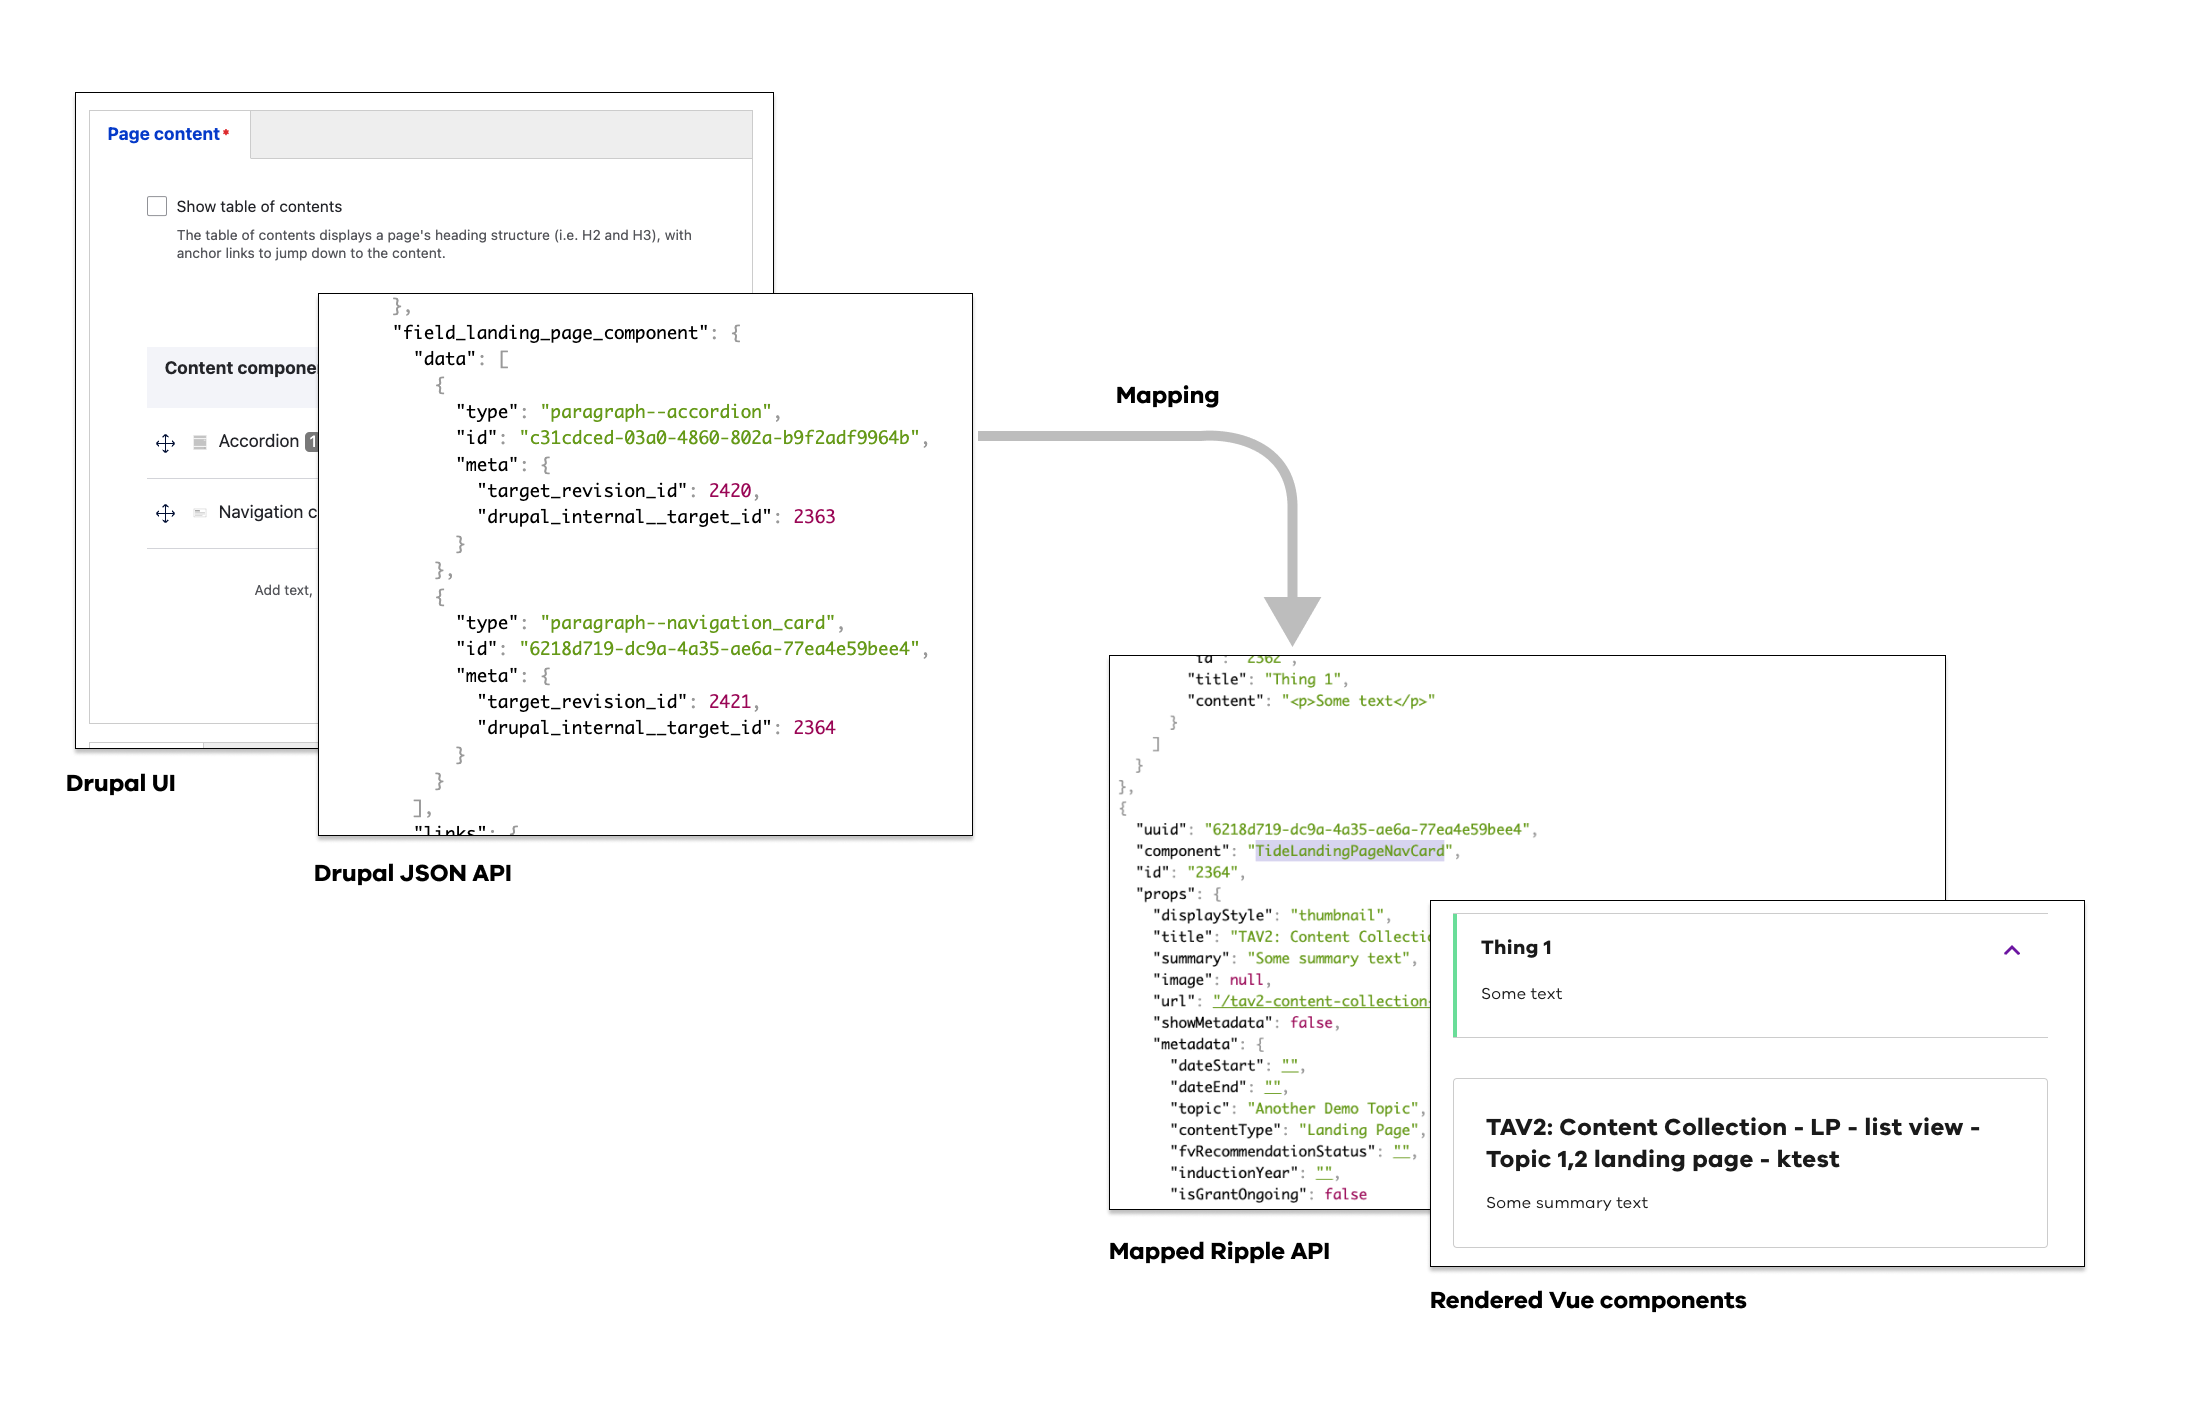 Page content*
Show table of contents
The table of contents displays a page's heading structure (i.e. H2 and H3), with
anchor links to jump down to the content.
Content compone
Accordion 1
Navigation c
Add text,
Drupal UI
},
"field_landing_page_component": {
"data": [
{
"type": "paragraph--accordion",
"id": "c31cdced-03a0-4860-802a-b9f2adf9964b",
"meta": {
"target_revision_id": 2420,
"drupal_internal__target_id": 2363
}
},
{
"type": "paragraph--navigation_card",
"id": "6218d719-dc9a-4a35-ae6a-77ea4e59bee4",
"meta": {
"target_revision_id": 2421,
"drupal_internal__target_id": 2364
}
}
],
"links": {
Drupal JSON API
Mapping
"id": "2362",
"title": "Thing 1",
"content": "<p>Some text</p>"
}
]
}
},
{
"uuid": "6218d719-dc9a-4a35-ae6a-77ea4e59bee4",
"component": "TideLandingPageNavCard",
"id": "2364",
"props": {
"displayStyle": "thumbnail",
"title": "TAV2: Content Collectio
"summary": "Some summary text",
"image": null,
"url": "/tav2-content-collection-
"showMetadata": false,
"metadata": {
"dateStart": "",
"dateEnd": "",
"topic": "Another Demo Topic",
"contentType": "Landing Page",
"fvRecommendationStatus": "",
"inductionYear": "",
"isGrantOngoing": false
Mapped Ripple API
Thing 1
Some text
TAV2: Content Collection - LP - list view -
Topic 1,2 landing page - ktest
Some summary text
Rendered Vue components